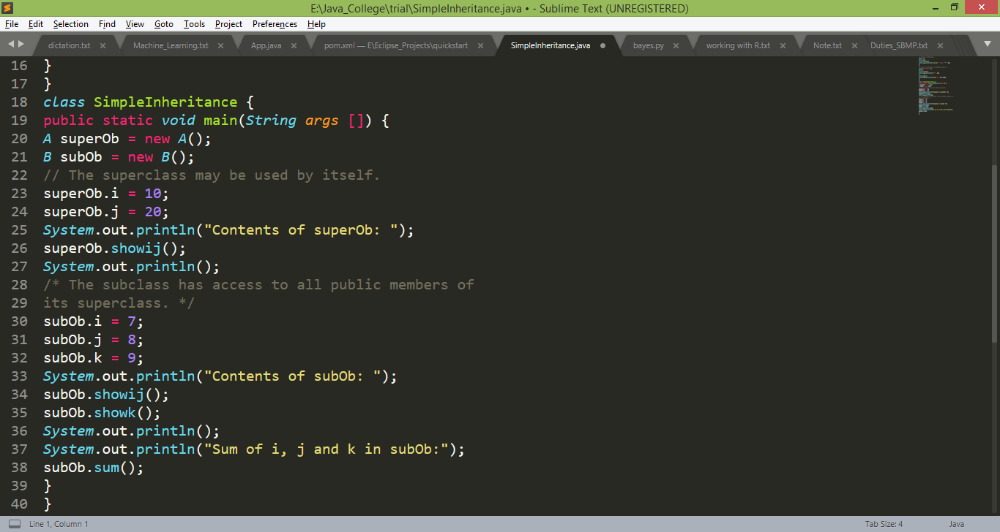 E:\Java_College\trial\SimpleInheritance.java • - Sublime Text (UNREGISTERED)
File Edit Selection Find View Goto Tools Project Preferences Help
dictation.txt Machine_Learning.txt App.java pom.xml — E\Eclipse_Projects\quickstart SimpleInheritance.java bayes.py working with R.txt Note.txt Duties_SBMP.txt
16 }
17 }
18 class SimpleInheritance {
19 public static void main(String args []) {
20 A superOb = new A();
21 B subOb = new B();
22 // The superclass may be used by itself.
23 superOb.i = 10;
24 superOb.j = 20;
25 System.out.println("Contents of superOb: ");
26 superOb.showij();
27 System.out.println();
28 /* The subclass has access to all public members of
29 its superclass. */
30 subOb.i = 7;
31 subOb.j = 8;
32 subOb.k = 9;
33 System.out.println("Contents of subOb: ");
34 subOb.showij();
35 subOb.showk();
36 System.out.println();
37 System.out.println("Sum of i, j and k in subOb:");
38 subOb.sum();
39 }
40 }
Line 1, Column 1 Tab Size: 4 Java